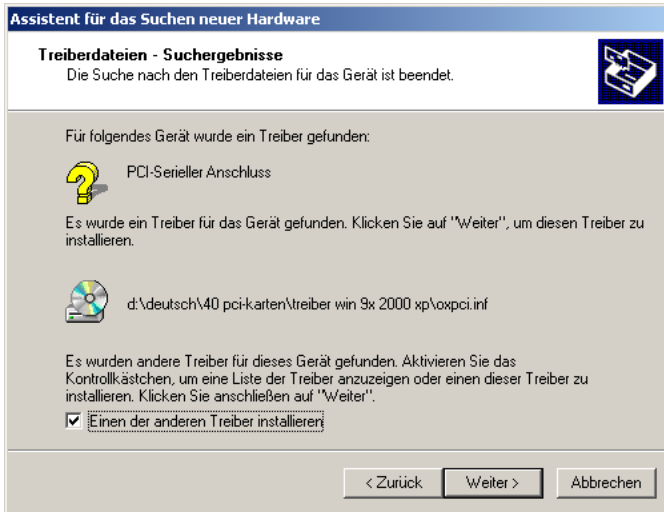 Assistent für das Suchen neuer Hardware
Treiberdateien - Suchergebnisse
Die Suche nach den Treiberdateien für das Gerät ist beendet.
Für folgendes Gerät wurde ein Treiber gefunden:
PCI-Serieller Anschluss
Es wurde ein Treiber für das Gerät gefunden. Klicken Sie auf "Weiter", um diesen Treiber zu
installieren.
d:\deutsch\40 pci-karten\treiber win 9x 2000 xp\oxpci.inf
Es wurden andere Treiber für dieses Gerät gefunden. Aktivieren Sie das
Kontrollkästchen, um eine Liste der Treiber anzuzeigen oder einen dieser Treiber zu
installieren. Klicken Sie anschließen auf "Weiter".
Einen der anderen Treiber installieren
< Zurück Weiter > Abbrechen